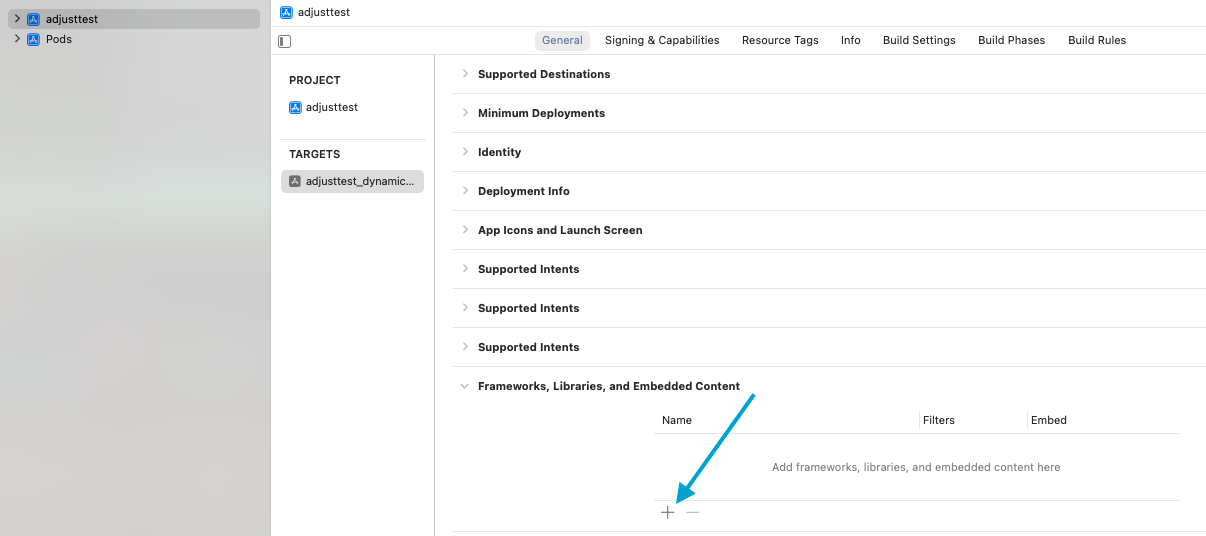 adjusttest
Pods
adjusttest
General Signing & Capabilities Resource Tags Info Build Settings Build Phases Build Rules
PROJECT
adjusttest
TARGETS
adjusttest_dynamic...
Supported Destinations
Minimum Deployments
Identity
Deployment Info
App Icons and Launch Screen
Supported Intents
Supported Intents
Supported Intents
Frameworks, Libraries, and Embedded Content
Name Filters Embed
Add frameworks, libraries, and embedded content here